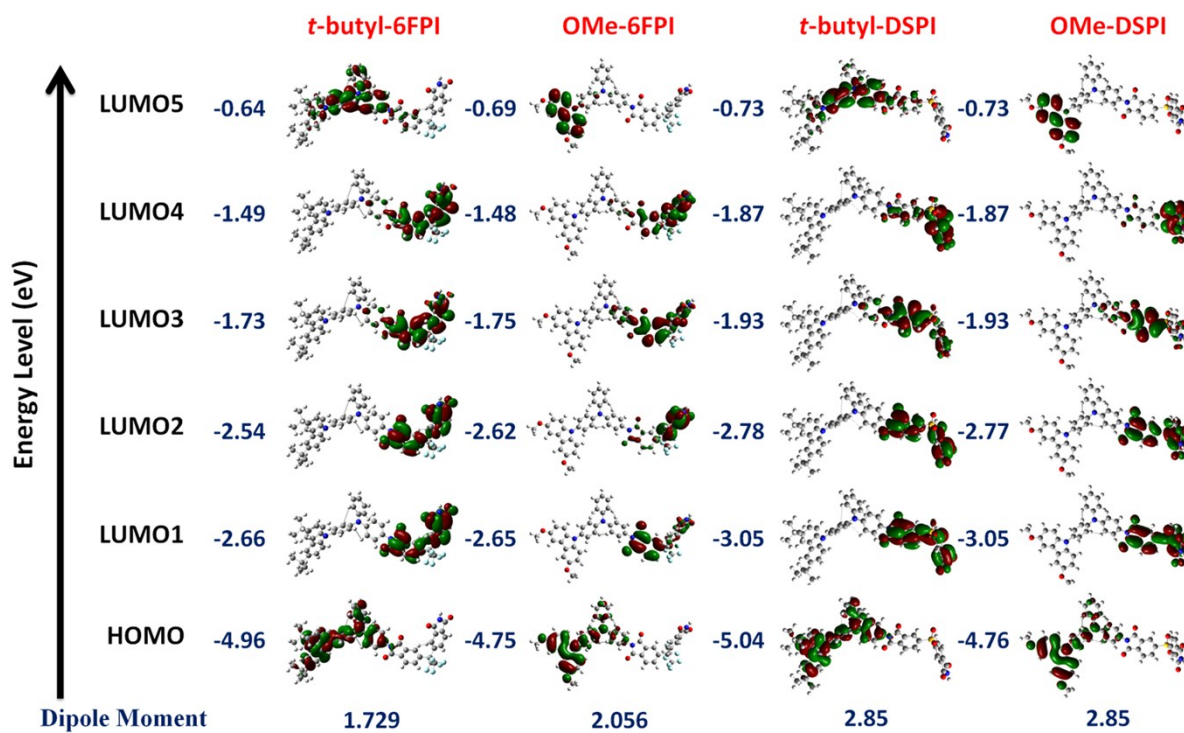 t-butyl-6FPI OMe-6FPI t-butyl-DSPI OMe-DSPI
LUMO5 -0.64 -0.69 -0.73 -0.73
LUMO4 -1.49 -1.48 -1.87 -1.87
LUMO3 -1.73 -1.75 -1.93 -1.93
LUMO2 -2.54 -2.62 -2.78 -2.77
LUMO1 -2.66 -2.65 -3.05 -3.05
HOMO -4.96 -4.75 -5.04 -4.76
Dipole Moment 1.729 2.056 2.85 2.85
Energy Level (eV)